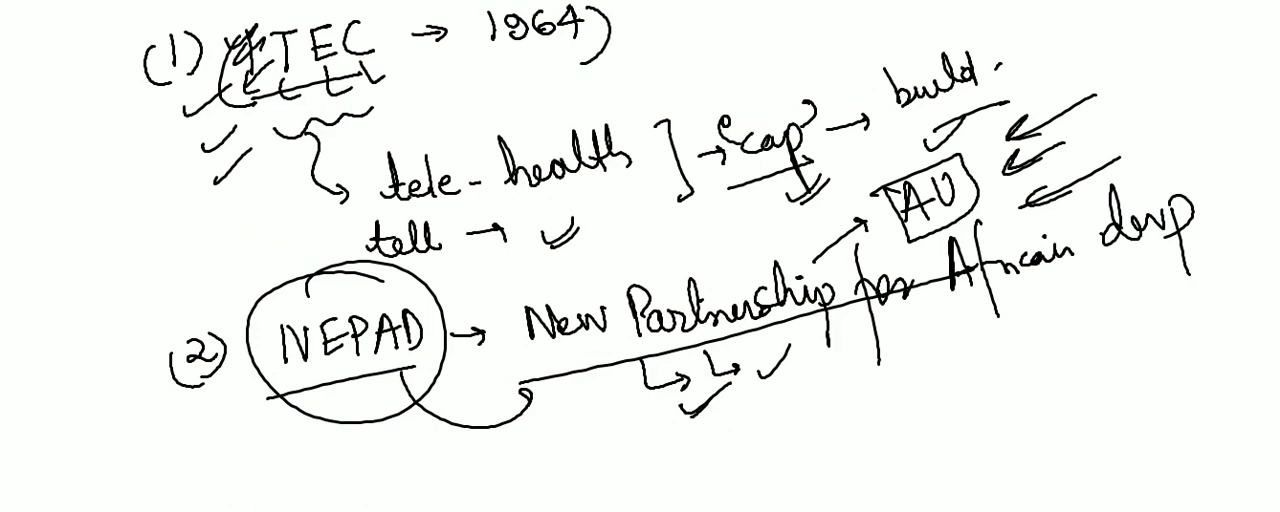 (1) ITEC → 1964)
tele-health ] → "cap" → build.
tell →
AU
(2) NEPAD → New Partnership for African devp